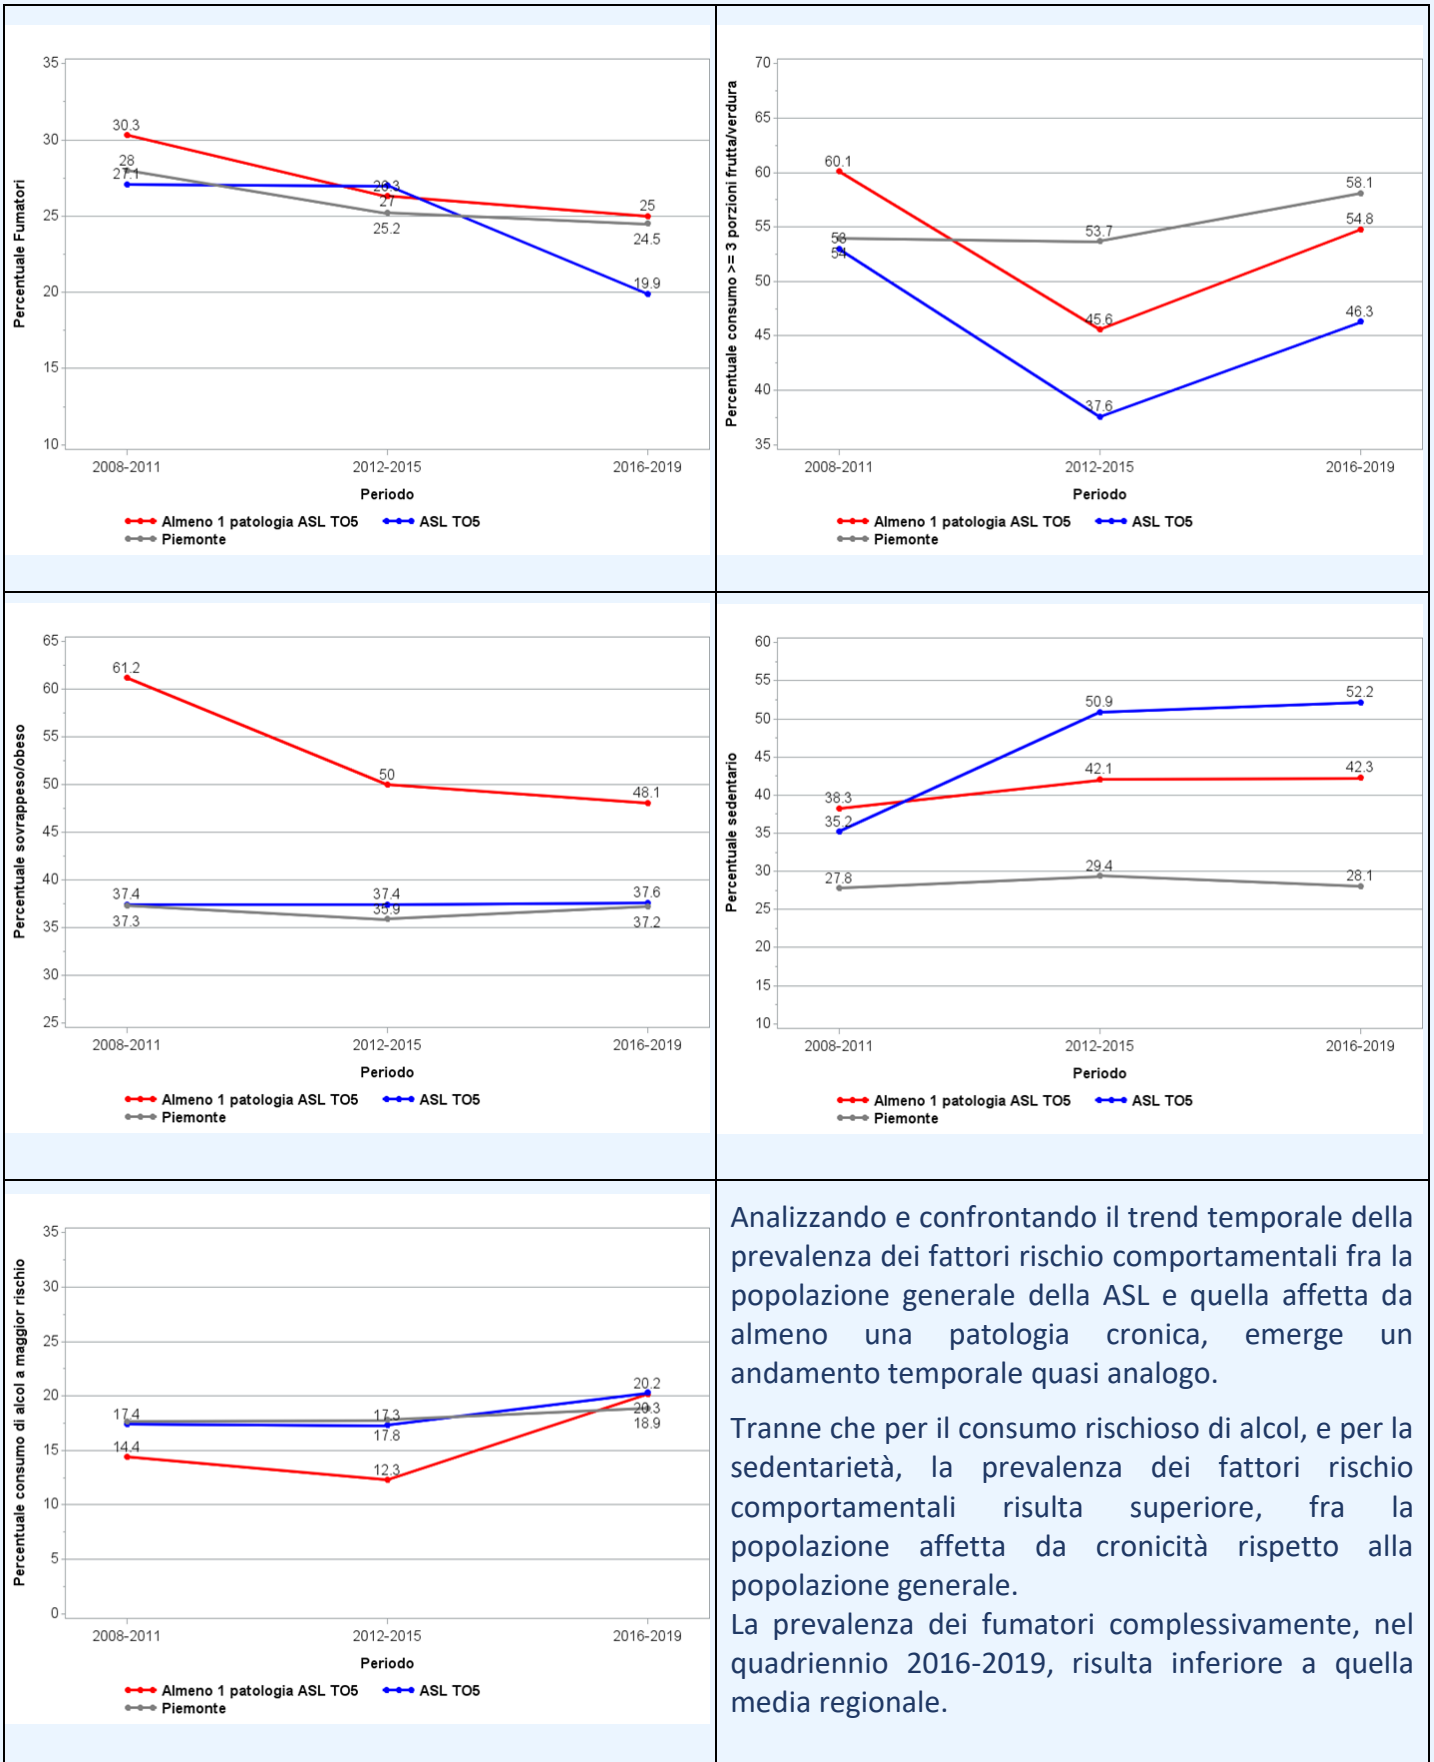 35
30
25
20
15
10
Percentuale Fumatori
30.3
28
27.1
26.3
27
25.2
25
24.5
19.9
2008-2011 2012-2015 2016-2019
Periodo
Almeno 1 patologia ASL TO5 ASL TO5
Piemonte
70
65
60
55
50
45
40
35
Percentuale consumo >= 3 porzioni frutta/verdura
60.1
53
54
53.7
45.6
37.6
58.1
54.8
46.3
2008-2011 2012-2015 2016-2019
Periodo
Almeno 1 patologia ASL TO5 ASL TO5
Piemonte
65
60
55
50
45
40
35
30
25
Percentuale sovrappeso/obeso
61.2
50
48.1
37.4
37.3
37.4
35.9
37.6
37.2
2008-2011 2012-2015 2016-2019
Periodo
Almeno 1 patologia ASL TO5 ASL TO5
Piemonte
60
55
50
45
40
35
30
25
20
15
10
Percentuale sedentario
38.3
35.2
27.8
50.9
42.1
29.4
52.2
42.3
28.1
2008-2011 2012-2015 2016-2019
Periodo
Almeno 1 patologia ASL TO5 ASL TO5
Piemonte
35
30
25
20
15
10
5
0
Percentuale consumo di alcol a maggior rischio
17.4
14.4
17.3
17.8
12.3
20.2
20.3
18.9
2008-2011 2012-2015 2016-2019
Periodo
Almeno 1 patologia ASL TO5 ASL TO5
Piemonte
Analizzando e confrontando il trend temporale della
prevalenza dei fattori rischio comportamentali fra la
popolazione generale della ASL e quella affetta da
almeno una patologia cronica, emerge un
andamento temporale quasi analogo.
Tranne che per il consumo rischioso di alcol, e per la
sedentarietà, la prevalenza dei fattori rischio
comportamentali risulta superiore, fra la
popolazione affetta da cronicità rispetto alla
popolazione generale.
La prevalenza dei fumatori complessivamente, nel
quadriennio 2016-2019, risulta inferiore a quella
media regionale.